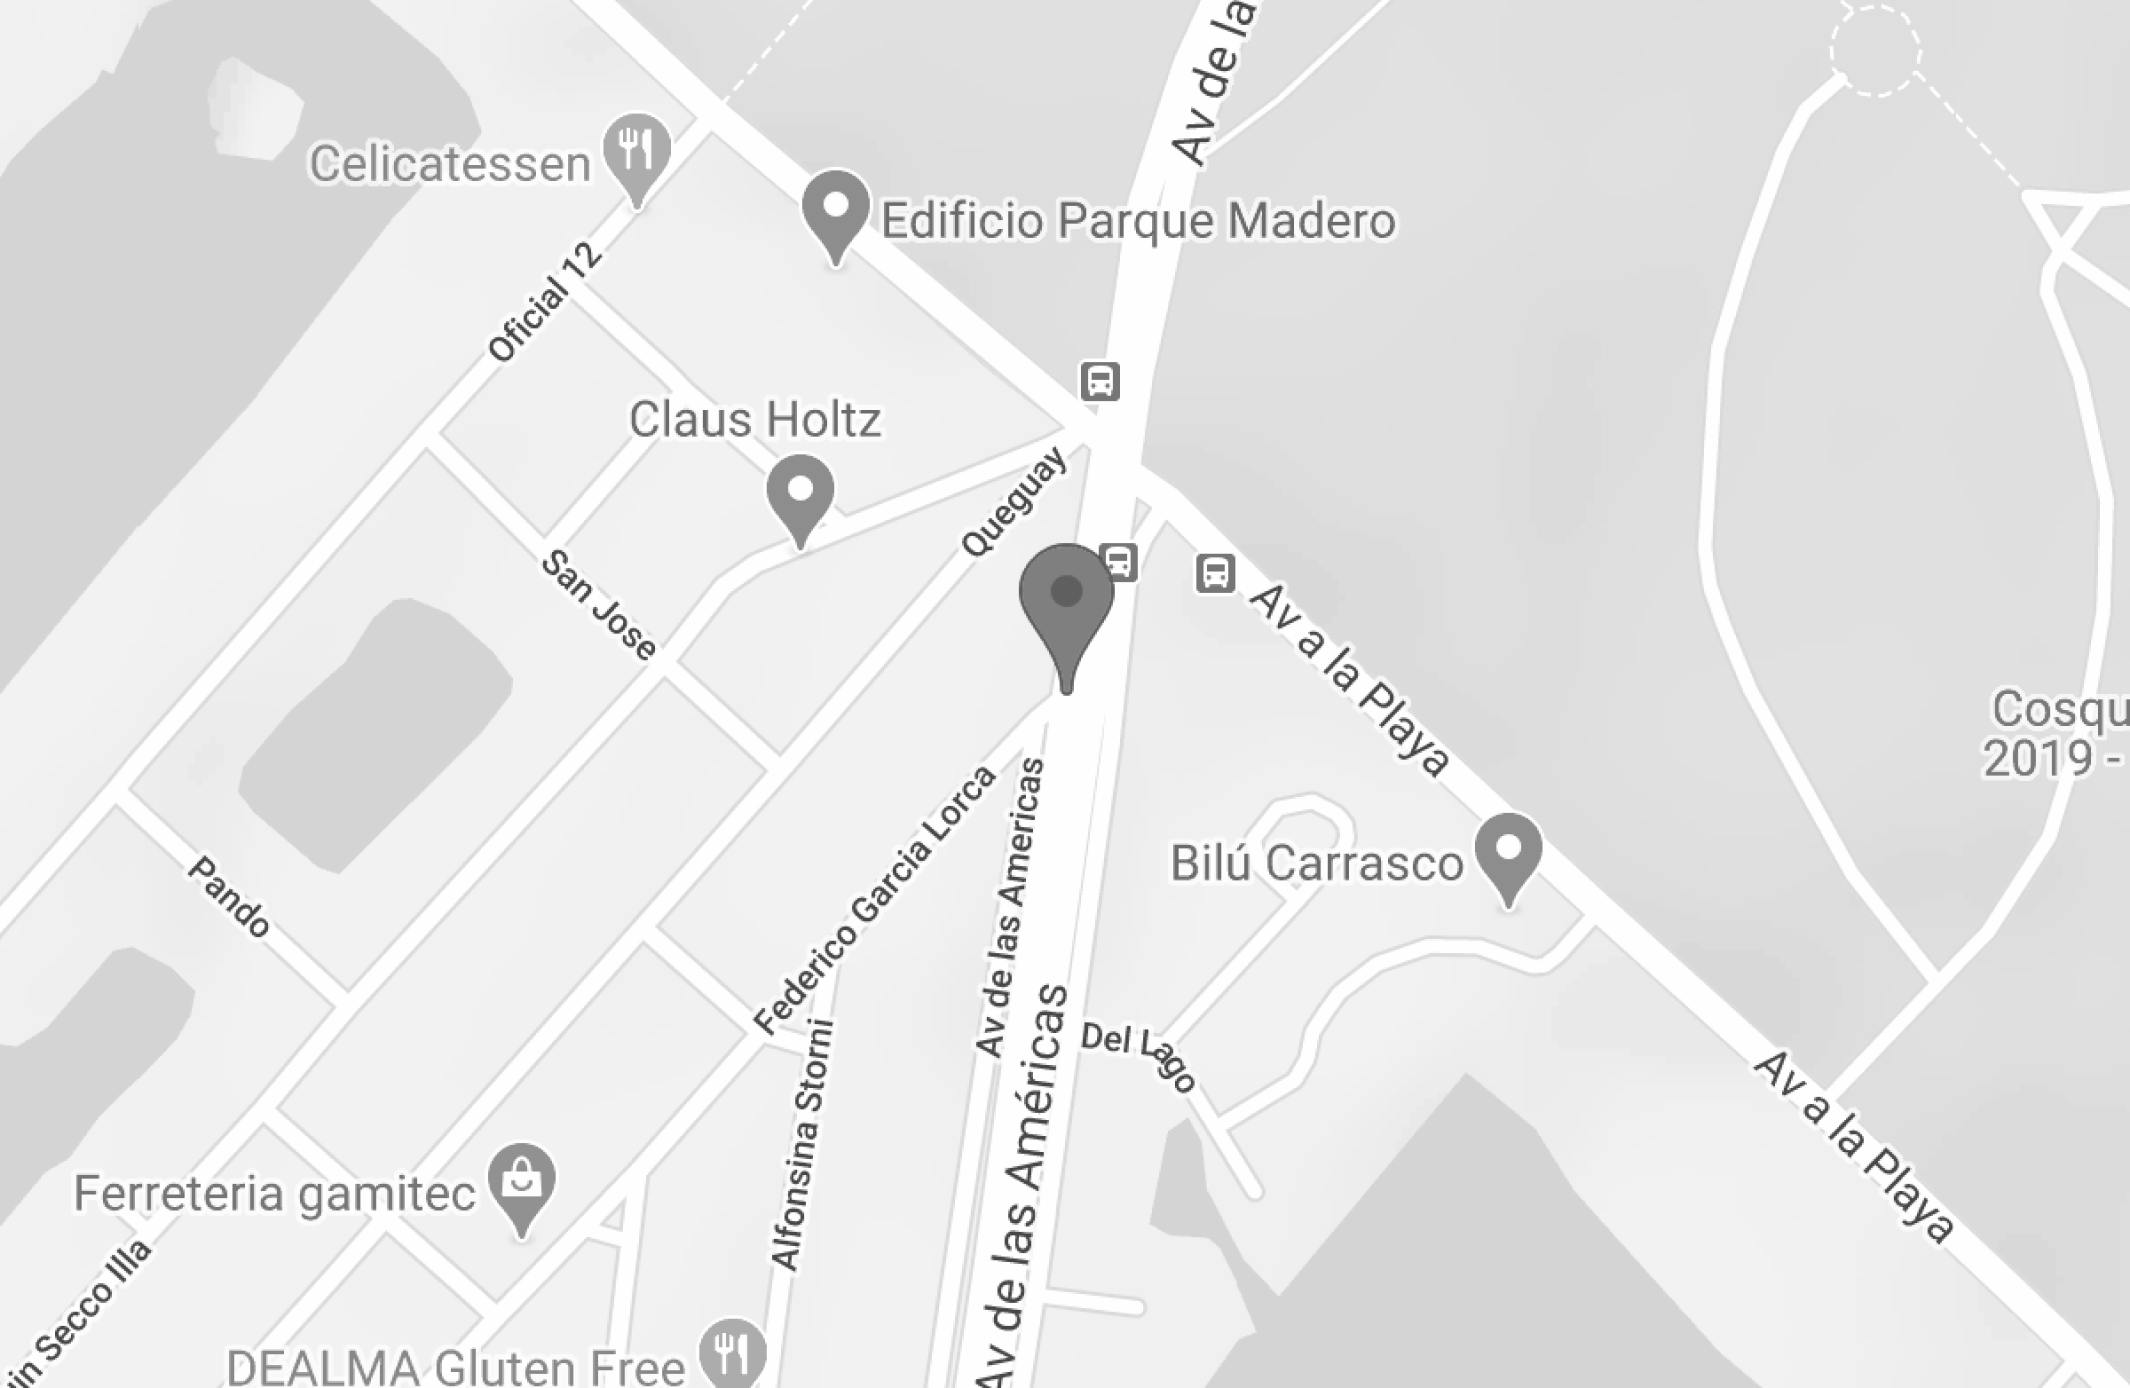 Av de la
Celicatessen
Edificio Parque Madero
Oficial 12
Claus Holtz
Queguay
San Jose
Av a la Playa
Cosqu
2019 -
Federico Garcia Lorca
Av de las Americas
Bilú Carrasco
Pando
Av de las Américas
Del Lago
Alfonsina Storni
Av a la Playa
Ferreteria gamitec
uin Secco Illa
DEALMA Gluten Free